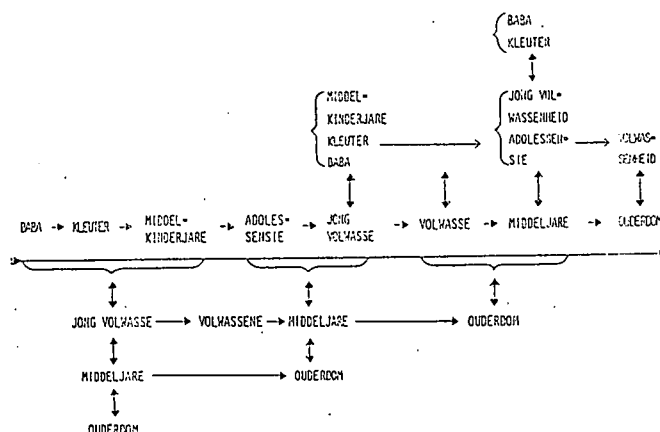 BABA
KLEUTER
MIDDEL=
KINDERJARE
KLEUTER
BABA
JONG VOL=
WASSENHEID
ADOLESSEN=
SIE
VOLWAS=
SENHEID
BABA KLEUTER MIDDEL= KINDERJARE ADOLES= SENSIE JONG VOLWASSE VOLWASSE MIDDELJARE OUDERDOM
JONG VOLWASSE VOLWASSENE MIDDELJARE OUDERDOM
MIDDELJARE OUDERDOM
OUDERDOM